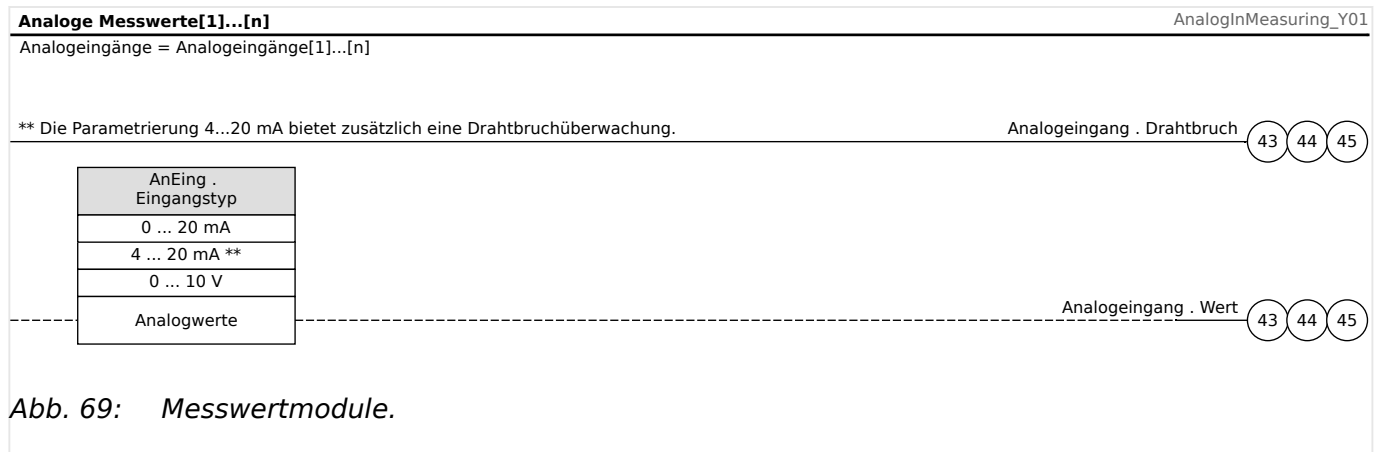 Analoge Messwerte[1]...[n] AnalogInMeasuring_Y01
Analogeingänge = Analogeingänge[1]...[n]
** Die Parametrierung 4...20 mA bietet zusätzlich eine Drahtbruchüberwachung. Analogeingang . Drahtbruch
43 44 45
AnEing .
Eingangstyp
0 ... 20 mA
4 ... 20 mA **
0 ... 10 V
Analogwerte
Analogeingang . Wert
43 44 45
Abb. 69: Messwertmodule.